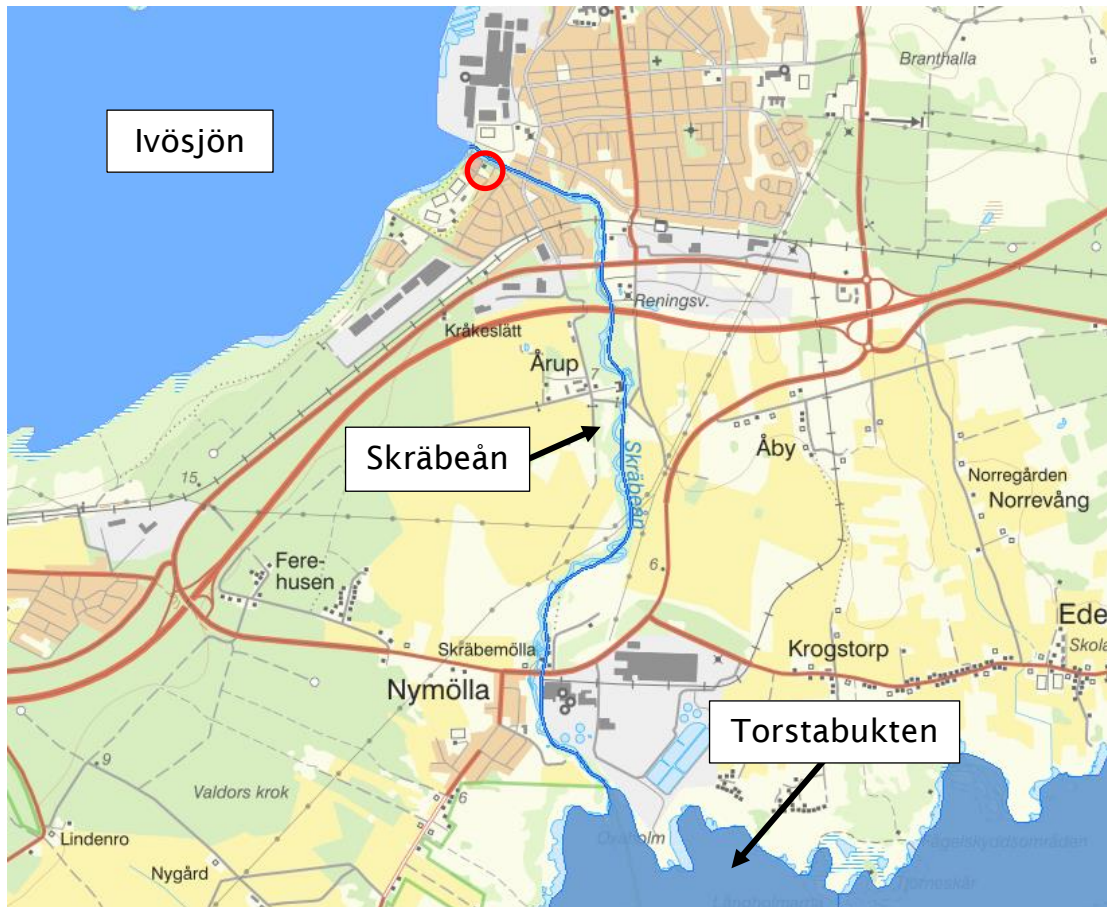 Branthalla
Ivösjön
Reningsv.
Kråkeslätt
Årup
7
Skräbeån
Skräbeån
Åby
15
Norregården
Norrevång
Fere-
husen
6
Ede
Skola
Skräbemölla
Krogstorp
Nymölla
Torstabukten
9
Valdors krok
6
Lindenro
Nygård